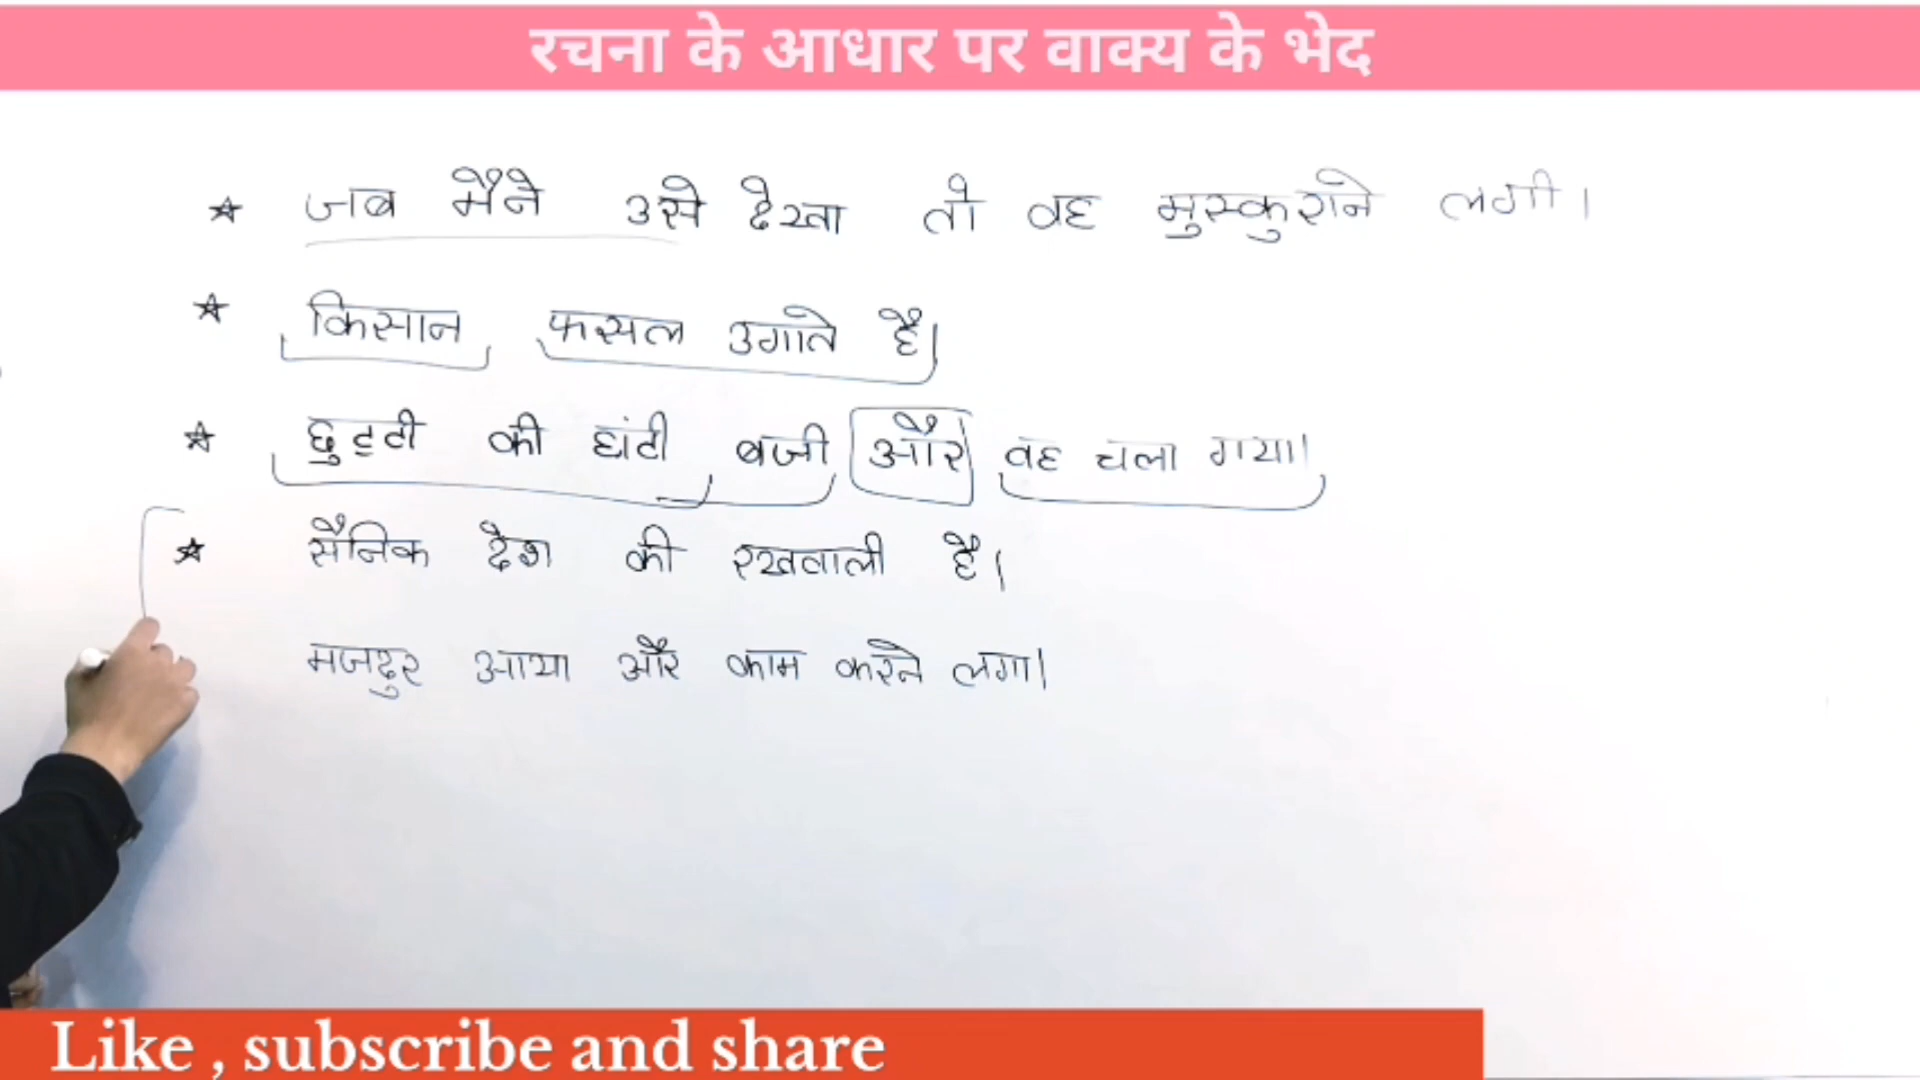 रचना के आधार पर वाक्य के भेद
जब मैंने उसे देखा तो वह मुस्कुराने लगी।
किसान फसल उगाते है।
छुट्टी की घांटी बजी और वह चला गया।
सैनिक देश की रखवाली है।
मजदुर आया और काम करने लगा।
Like , subscribe and share